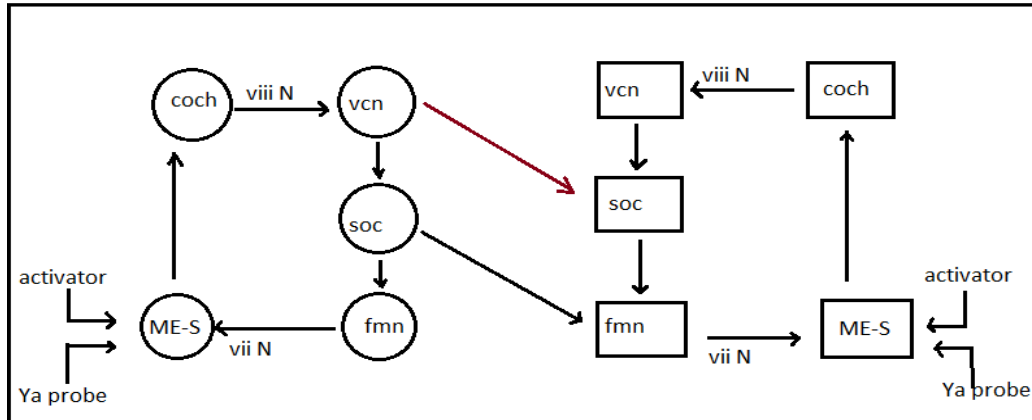 coch
viii N
vcn
soc
fmn
vii N
ME-S
activator
Ya probe
vcn
viii N
coch
soc
fmn
vii N
ME-S
activator
Ya probe